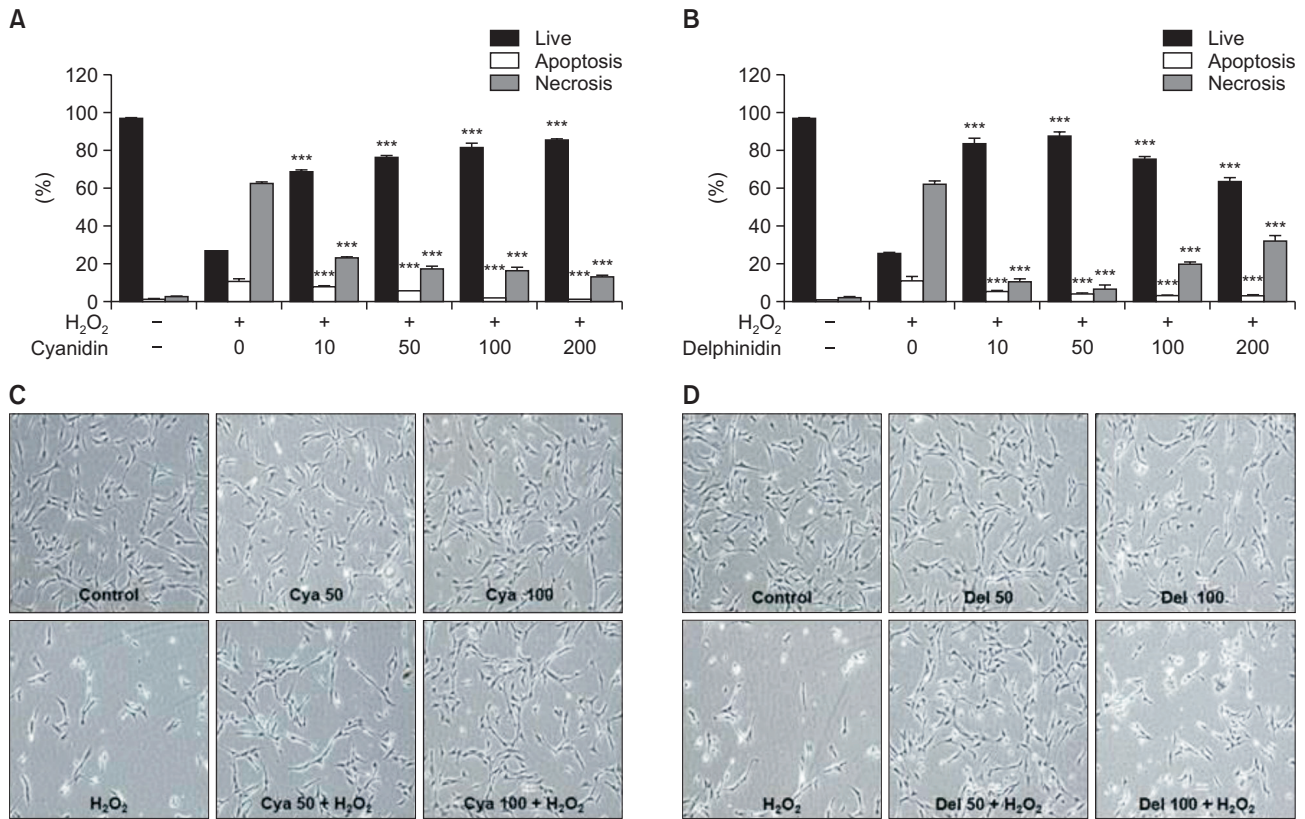 A
Live
Apoptosis
Necrosis
120
100
80
60
40
20
0
(%)
*** *** *** ***
*** *** *** ***
*** *** *** ***
H₂O₂ − + + + + +
Cyanidin − 0 10 50 100 200
B
Live
Apoptosis
Necrosis
120
100
80
60
40
20
0
(%)
*** *** *** ***
*** *** *** ***
*** *** *** ***
H₂O₂ − + + + + +
Delphinidin − 0 10 50 100 200
C
Control Cya 50 Cya 100
H₂O₂ Cya 50 + H₂O₂ Cya 100 + H₂O₂
D
Control Del 50 Del 100
H₂O₂ Del 50 + H₂O₂ Del 100 + H₂O₂